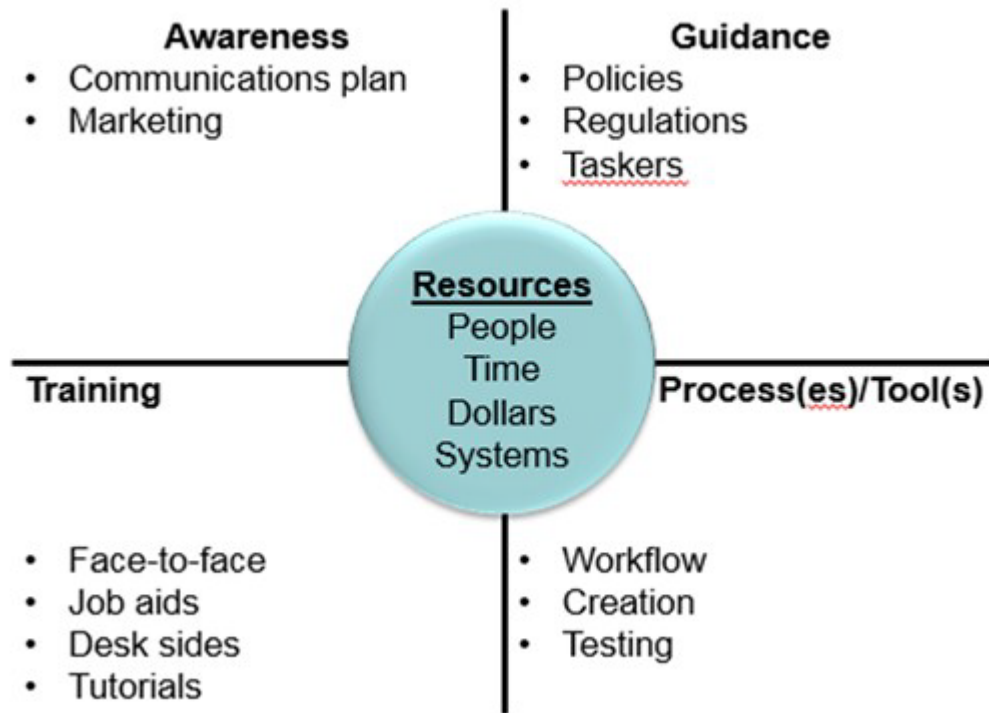 Awareness
• Communications plan
• Marketing
Guidance
• Policies
• Regulations
• Taskers
Resources
People
Time
Dollars
Systems
Training
• Face-to-face
• Job aids
• Desk sides
• Tutorials
Process(es)/Tool(s)
• Workflow
• Creation
• Testing